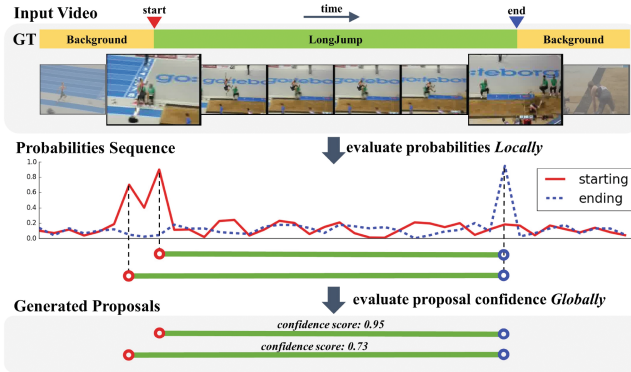 Input Video
start
time
end
GT
Background
LongJump
Background
go:teborg
evaluate probabilities Locally
Probabilities Sequence
1.0
0.8
0.6
0.4
0.2
0.0
starting
ending
evaluate proposal confidence Globally
Generated Proposals
confidence score: 0.95
confidence score: 0.73